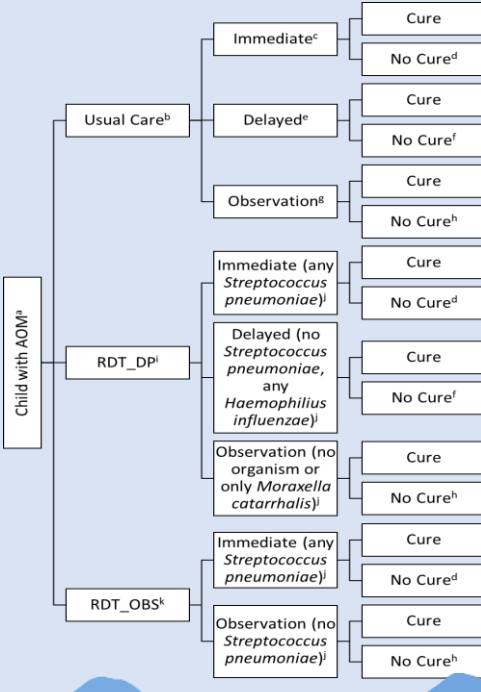 Child with AOMᵃ
Usual Careᵇ
Immediateᶜ
Cure
No Cureᵈ
Delayedᵉ
Cure
No Cureᶠ
Observationᵍ
Cure
No Cureʰ
RDT_DPⁱ
Immediate (any
Streptococcus
pneumoniae)ʲ
Cure
No Cureᵈ
Delayed (no
Streptococcus
pneumoniae,
any
Haemophilius
influenzae)ʲ
Cure
No Cureᶠ
Observation (no
organism or
only Moraxella
catarrhalis)ʲ
Cure
No Cureʰ
RDT_OBSᵏ
Immediate (any
Streptococcus
pneumoniae)ʲ
Cure
No Cureᵈ
Observation (no
Streptococcus
pneumoniae)ʲ
Cure
No Cureʰ